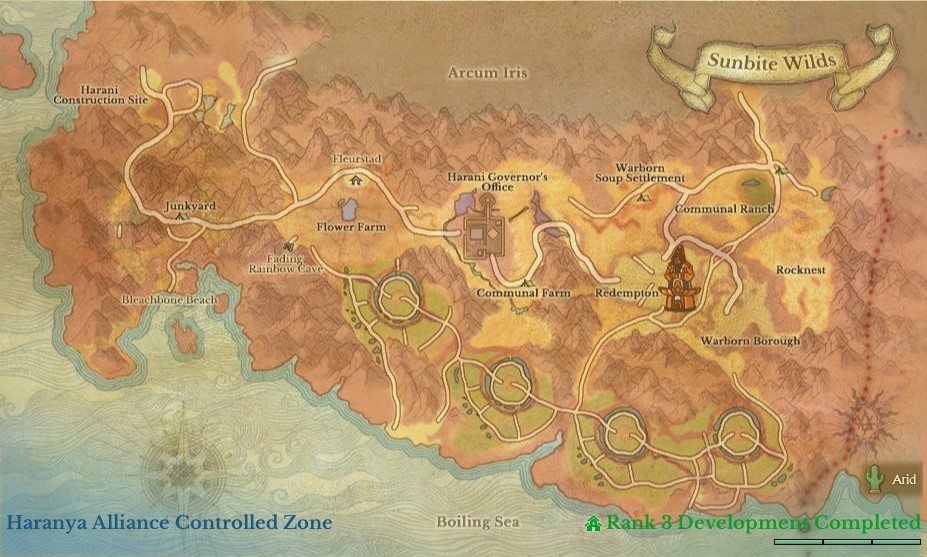 Sunbite Wilds
Arcum Iris
Harani
Construction Site
Fleurstad
Harani Governor's
Office
Warborn
Soup Settlement
Junkyard
Flower Farm
Communal Ranch
Fading
Rainbow Cave
Rocknest
Bleachbone Beach
Communal Farm
Redempton
Warborn Borough
Arid
Haranya Alliance Controlled Zone
Boiling Sea
Rank 3 Development Completed